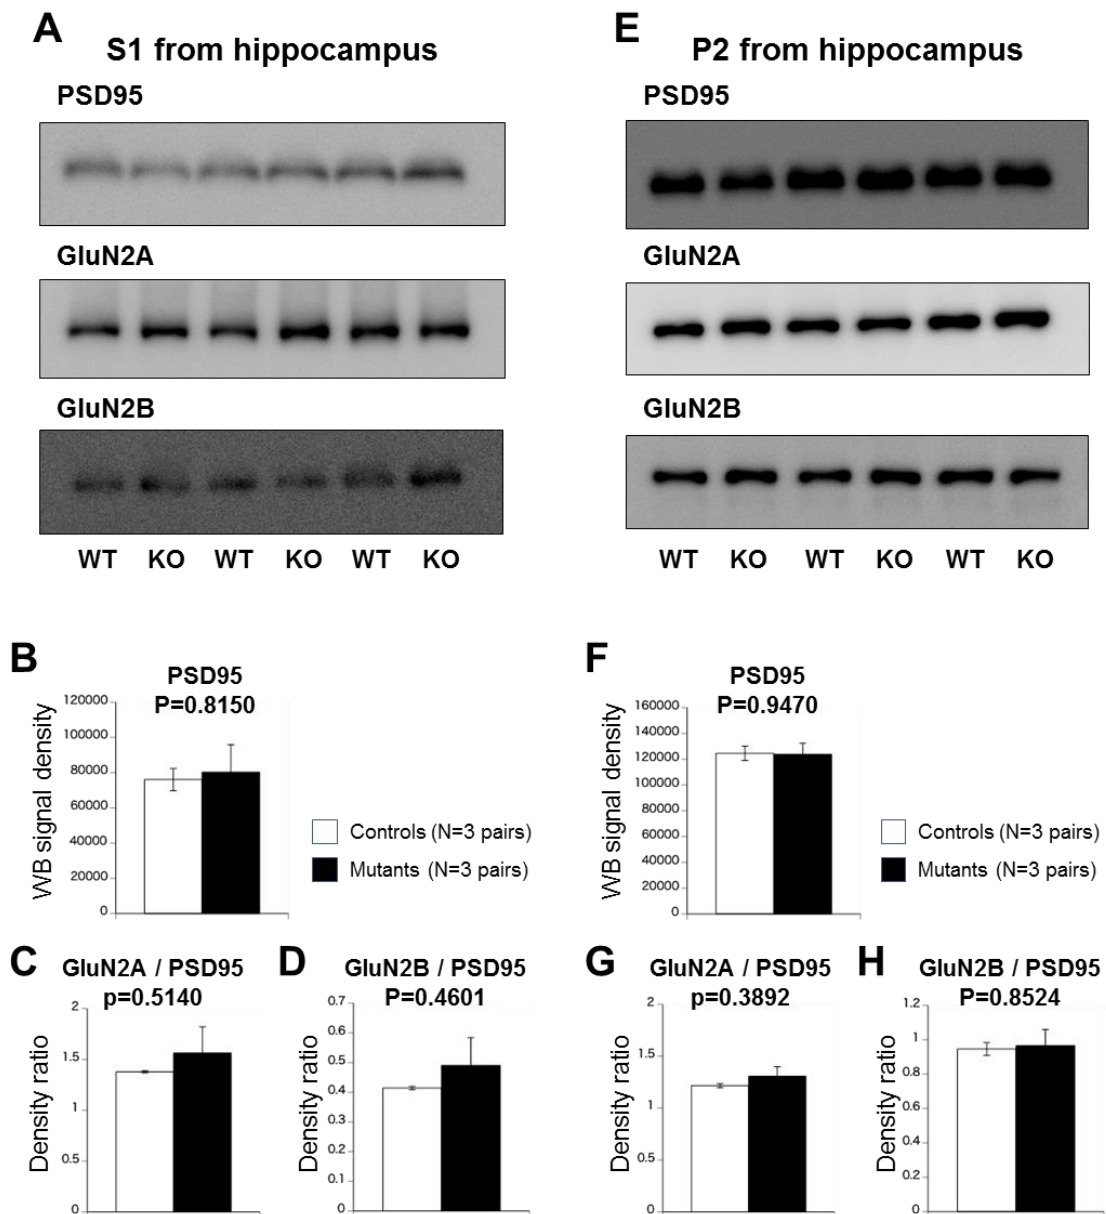 A
S1 from hippocampus
PSD95
GluN2A
GluN2B
WT KO WT KO WT KO
E
P2 from hippocampus
PSD95
GluN2A
GluN2B
WT KO WT KO WT KO
B
PSD95
P=0.8150
WB signal density
120000
100000
80000
60000
40000
20000
0
Controls (N=3 pairs)
Mutants (N=3 pairs)
F
PSD95
P=0.9470
WB signal density
160000
140000
120000
100000
80000
60000
40000
20000
0
Controls (N=3 pairs)
Mutants (N=3 pairs)
C
GluN2A / PSD95
p=0.5140
Density ratio
2
1.5
1
0.5
0
D
GluN2B / PSD95
P=0.4601
Density ratio
0.7
0.6
0.5
0.4
0.3
0.2
0.1
0
G
GluN2A / PSD95
p=0.3892
Density ratio
2
1.5
1
0.5
0
H
GluN2B / PSD95
P=0.8524
Density ratio
1.2
1
0.8
0.6
0.4
0.2
0